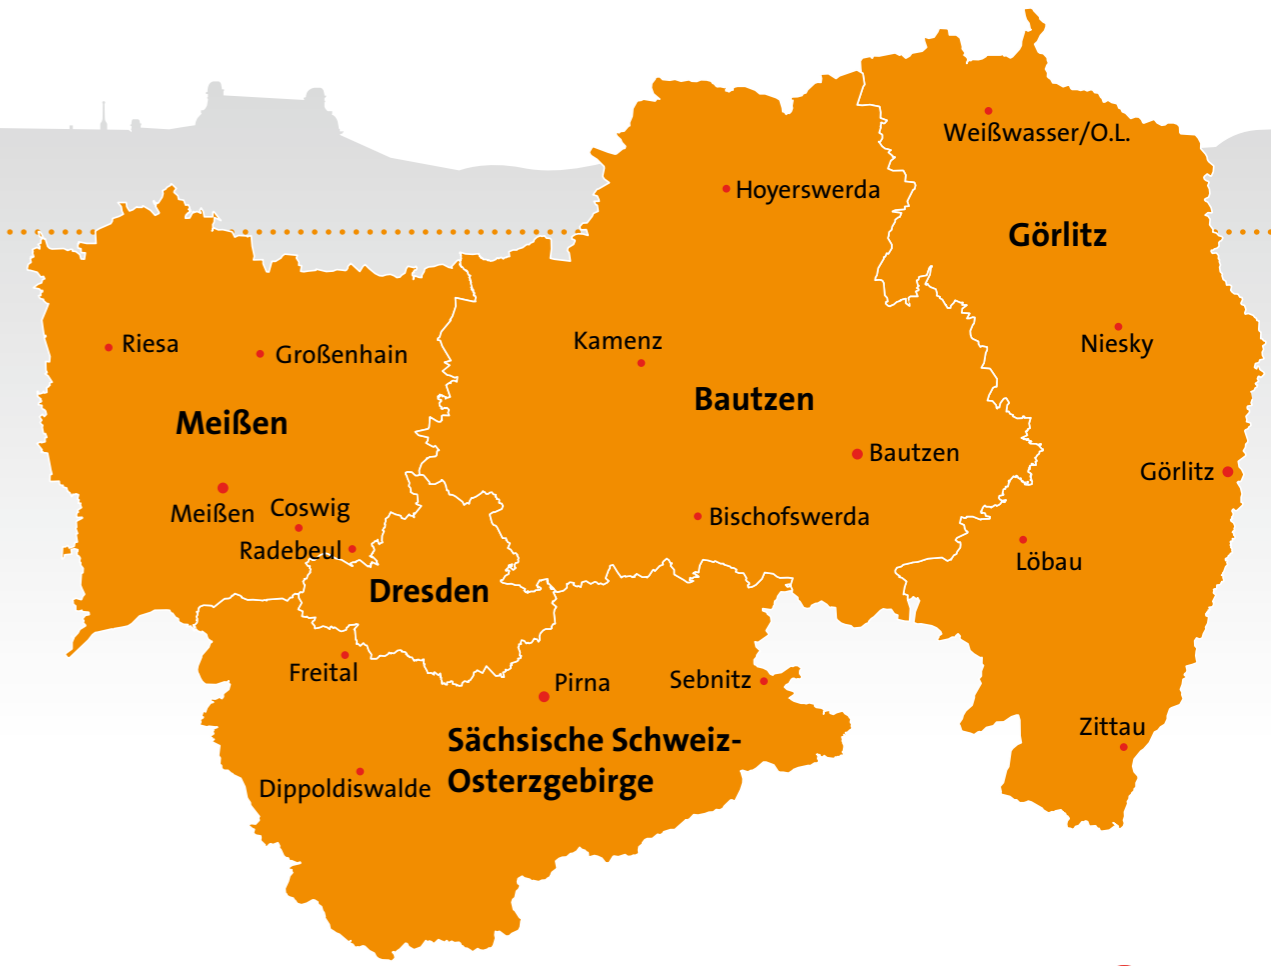 Weißwasser/O.L.
Hoyerswerda
Görlitz
Riesa
Großenhain
Kamenz
Niesky
Meißen
Bautzen
Bautzen
Görlitz
Meißen
Coswig
Bischofswerda
Radebeul
Löbau
Dresden
Freital
Pirna
Sebnitz
Zittau
Sächsische Schweiz-
Osterzgebirge
Dippoldiswalde